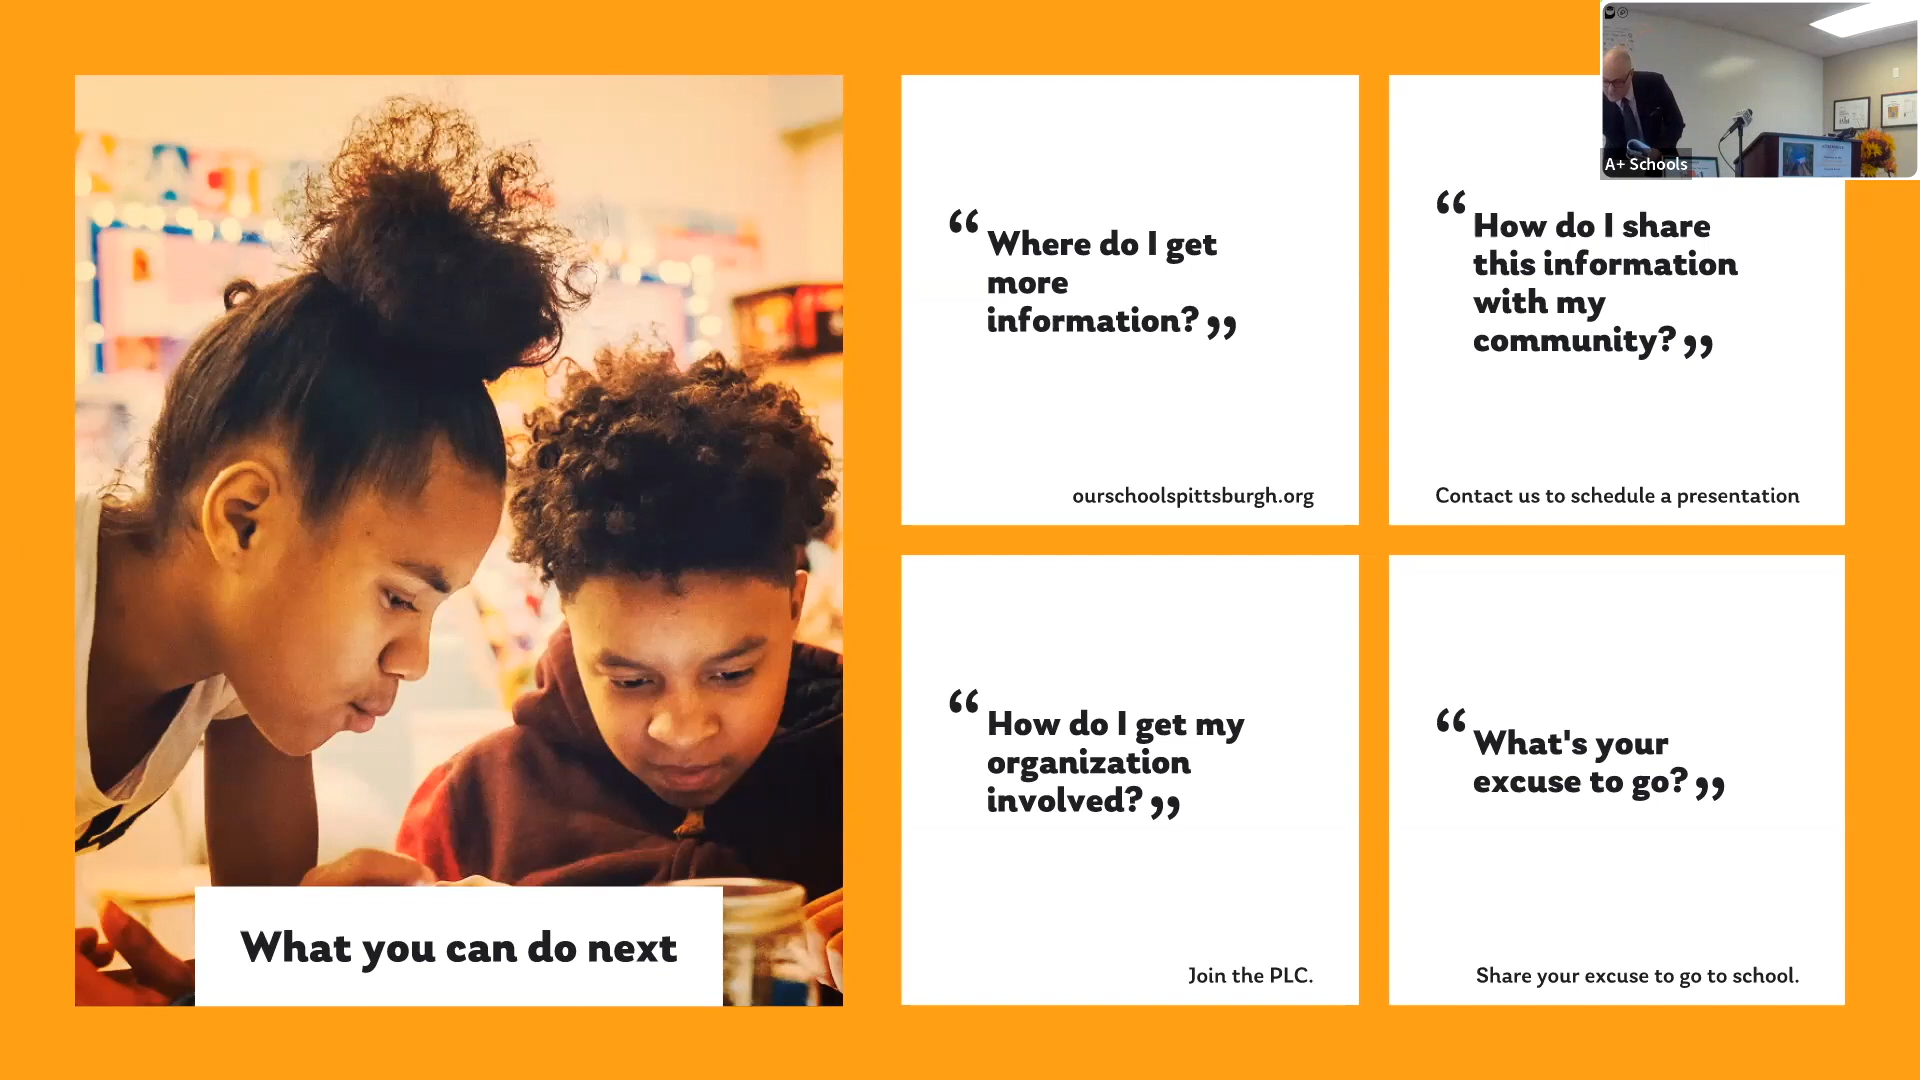 A+ Schools
“Where do I get
more
information?”
ourschoolspittsburgh.org
“How do I share
this information
with my
community?”
Contact us to schedule a presentation
“How do I get my
organization
involved?”
Join the PLC.
“What's your
excuse to go?”
Share your excuse to go to school.
What you can do next